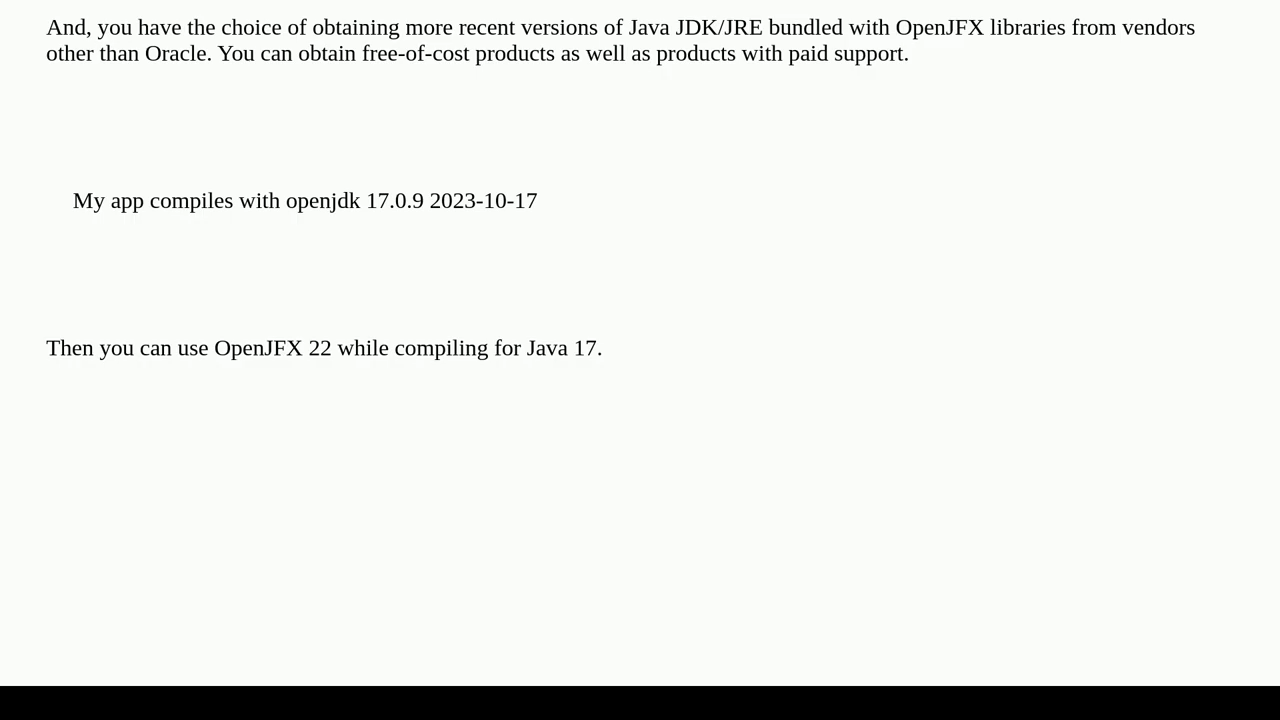 And, you have the choice of obtaining more recent versions of Java JDK/JRE bundled with OpenJFX libraries from vendors
other than Oracle. You can obtain free-of-cost products as well as products with paid support.
My app compiles with openjdk 17.0.9 2023-10-17
Then you can use OpenJFX 22 while compiling for Java 17.